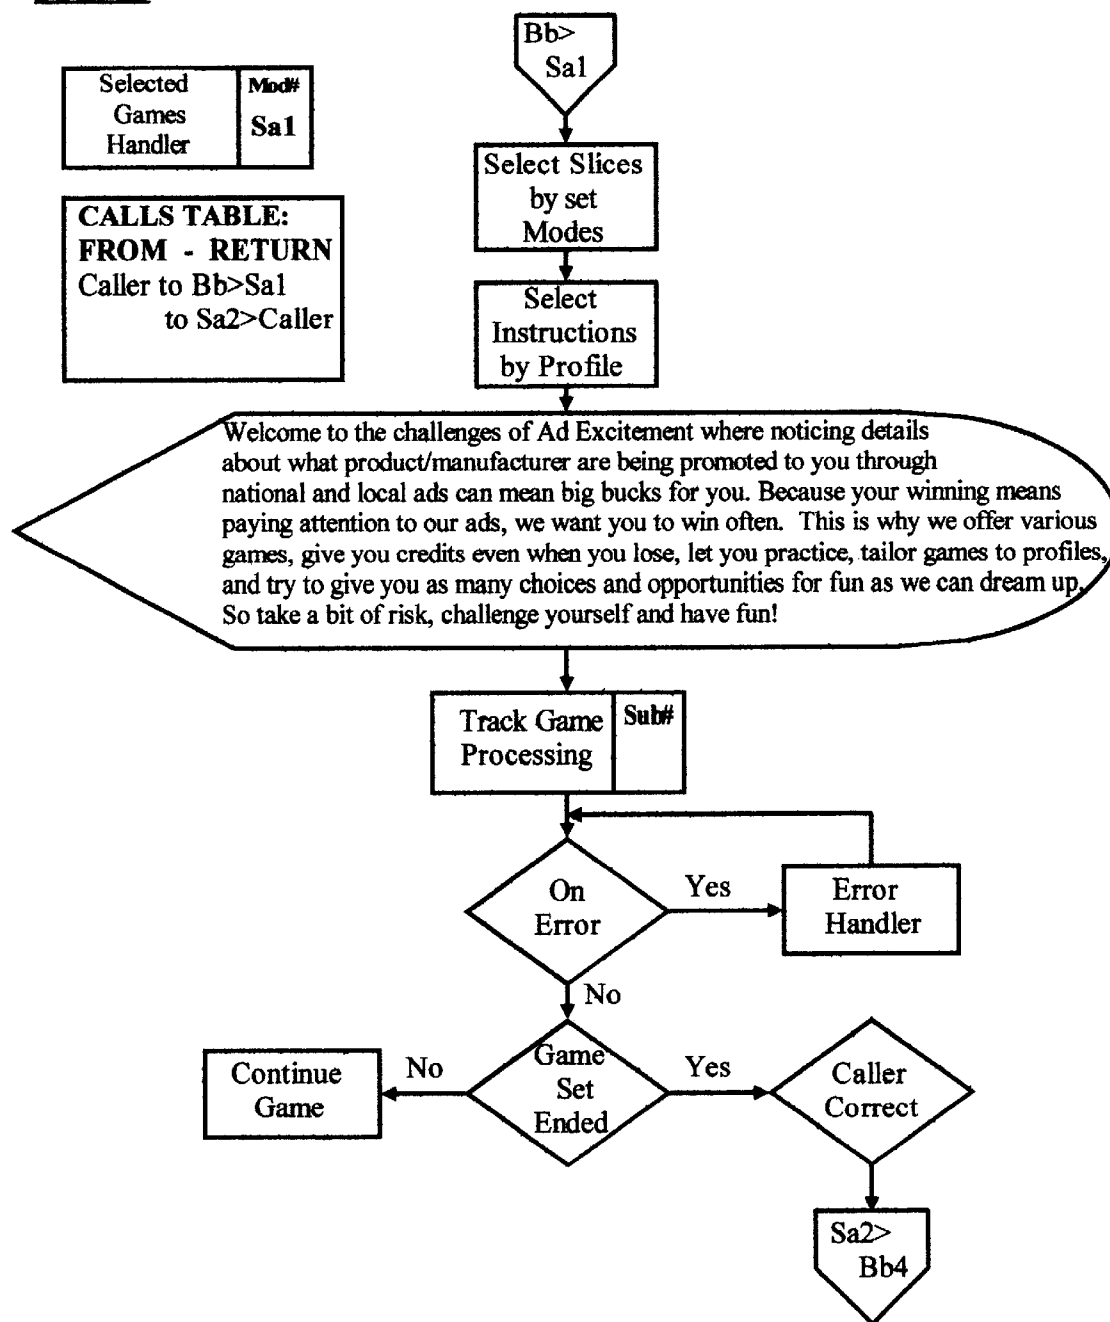 Bb>
Sa1
Selected
Games
Handler
Mod#
Sa1
CALLS TABLE:
FROM - RETURN
Caller to Bb>Sa1
to Sa2>Caller
Select Slices
by set
Modes
Select
Instructions
by Profile
Welcome to the challenges of Ad Excitement where noticing details
about what product/manufacturer are being promoted to you through
national and local ads can mean big bucks for you. Because your winning means
paying attention to our ads, we want you to win often. This is why we offer various
games, give you credits even when you lose, let you practice, tailor games to profiles,
and try to give you as many choices and opportunities for fun as we can dream up.
So take a bit of risk, challenge yourself and have fun!
Track Game
Processing
Sub#
On
Error
Yes
Error
Handler
No
Game
Set
Ended
No
Continue
Game
Yes
Caller
Correct
Sa2>
Bb4